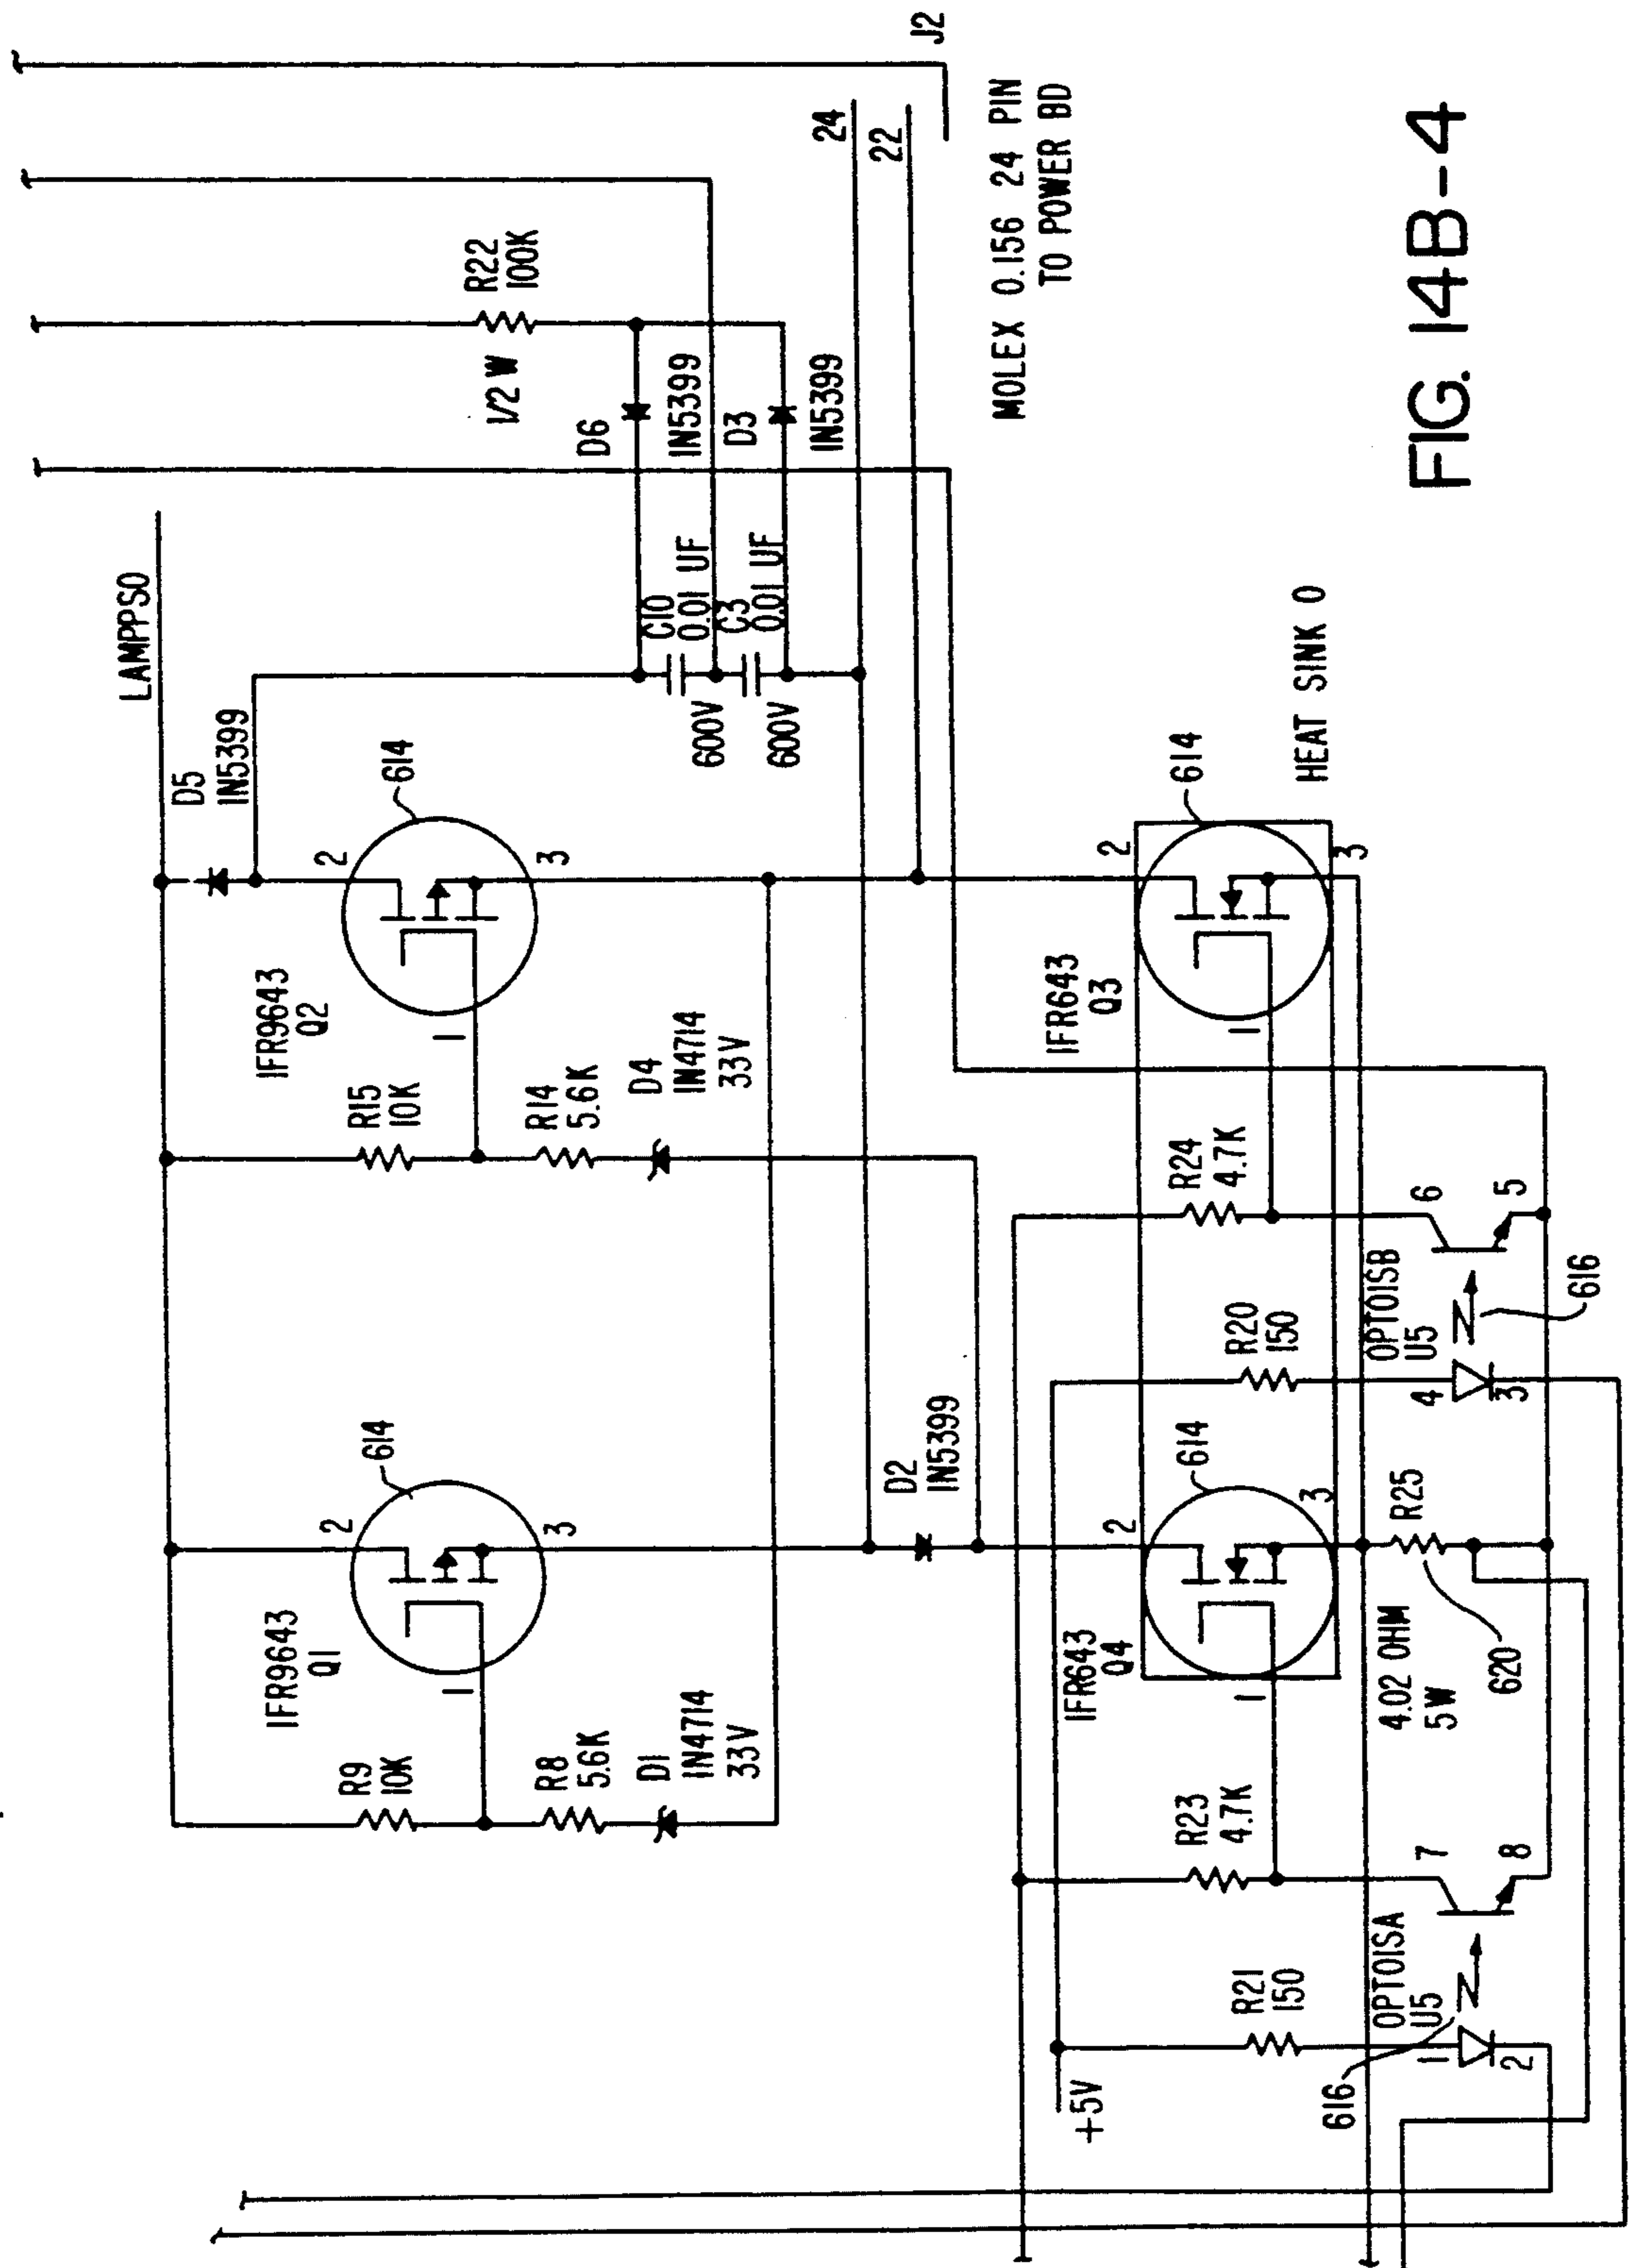 LAMPPSO
D5
IN5399
R22
100K
1/2 W
D6
IN5399
D3
IN5399
C10
0.01 UF
C3
0.01 UF
600V
600V
24
22
J2
MOLEX 0.156 24 PIN
TO POWER BD
IFR9643
Q1
614
2
3
1
R9
10K
R8
5.6K
D1
IN4714
33V
IFR9643
Q2
614
2
3
1
R15
10K
R14
5.6K
D4
IN4714
33V
D2
IN5399
IFR643
Q4
614
2
3
1
IFR643
Q3
614
2
3
1
HEAT SINK 0
R23
4.7K
R24
4.7K
+5V
R21
150
R20
150
OPTOISA
U5
616
1
2
7
8
4.02 OHM
5W
R25
620
OPTOISB
U5
616
4
3
6
5
FIG. 14B-4